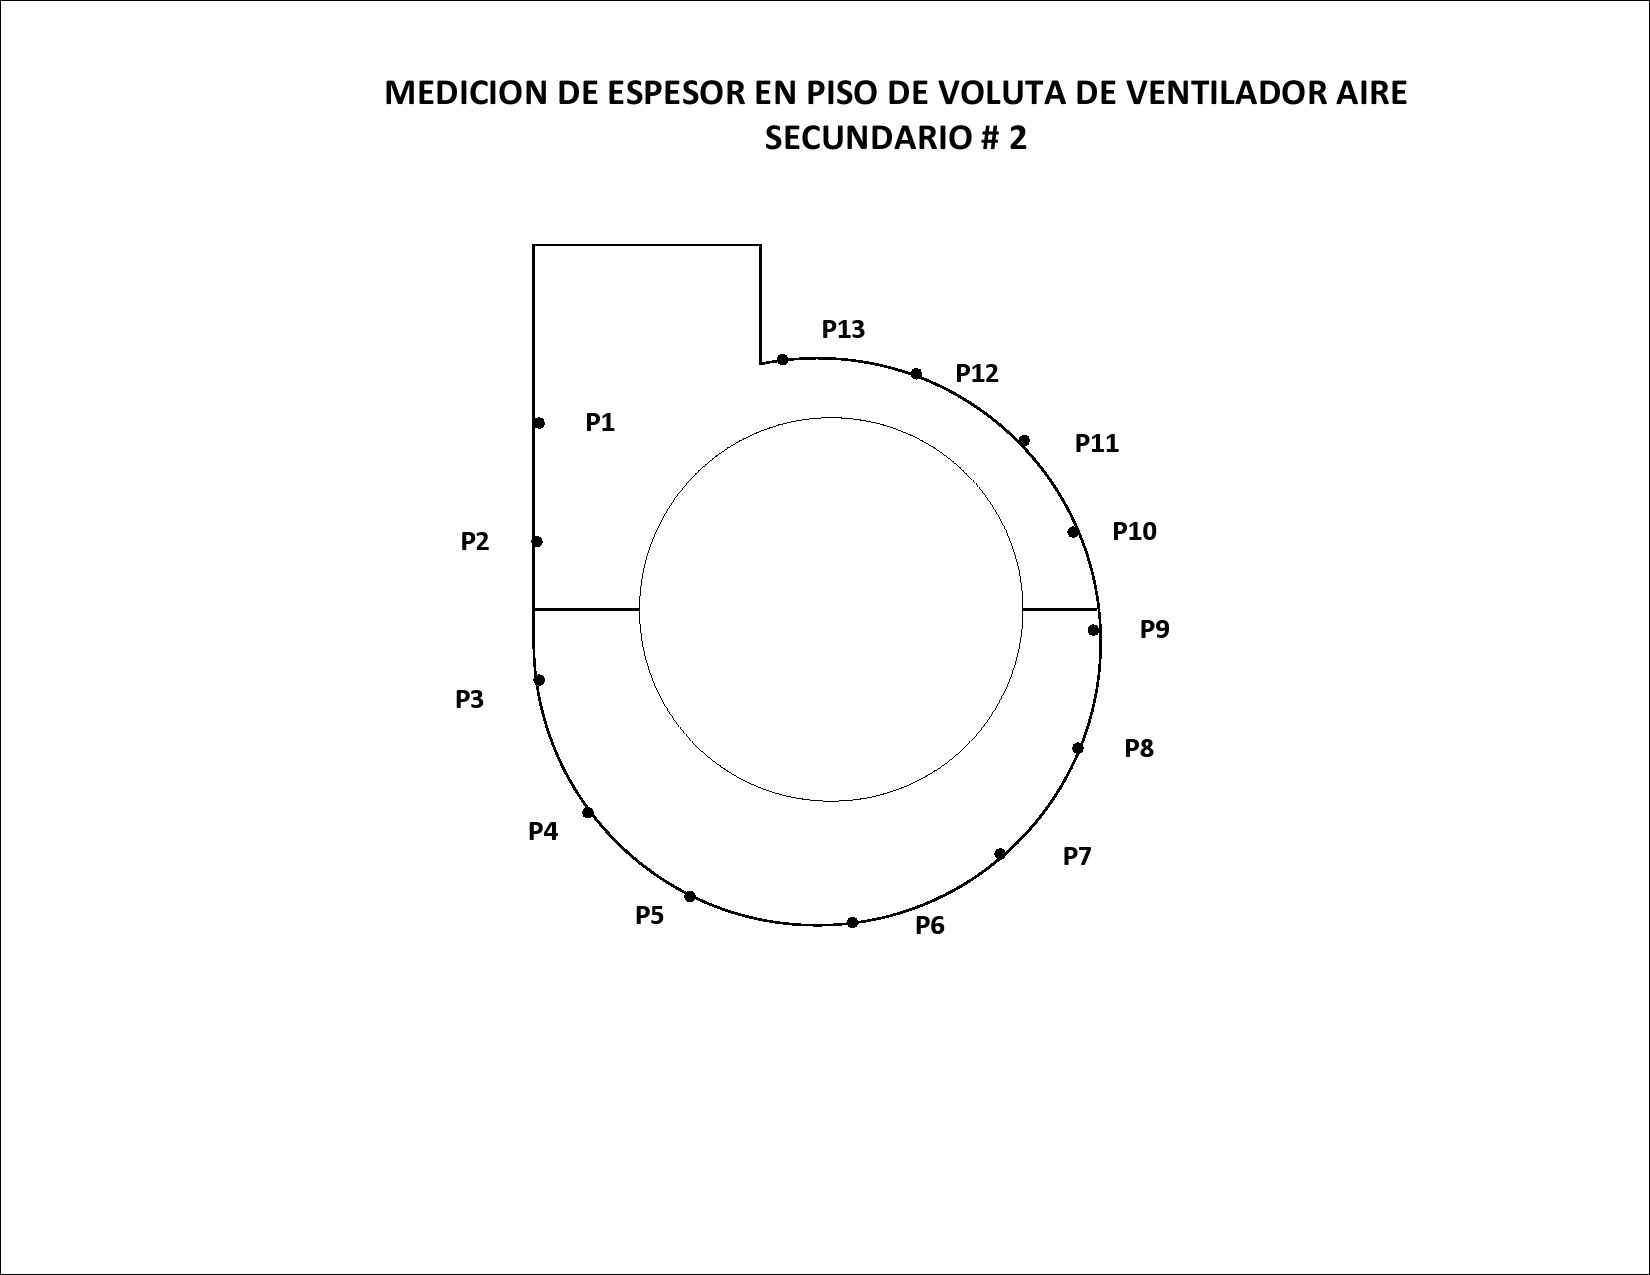 MEDICION DE ESPESOR EN PISO DE VOLUTA DE VENTILADOR AIRE
SECUNDARIO # 2
P13
P12
P1
P11
P10
P2
P9
P3
P8
P4
P7
P5
P6